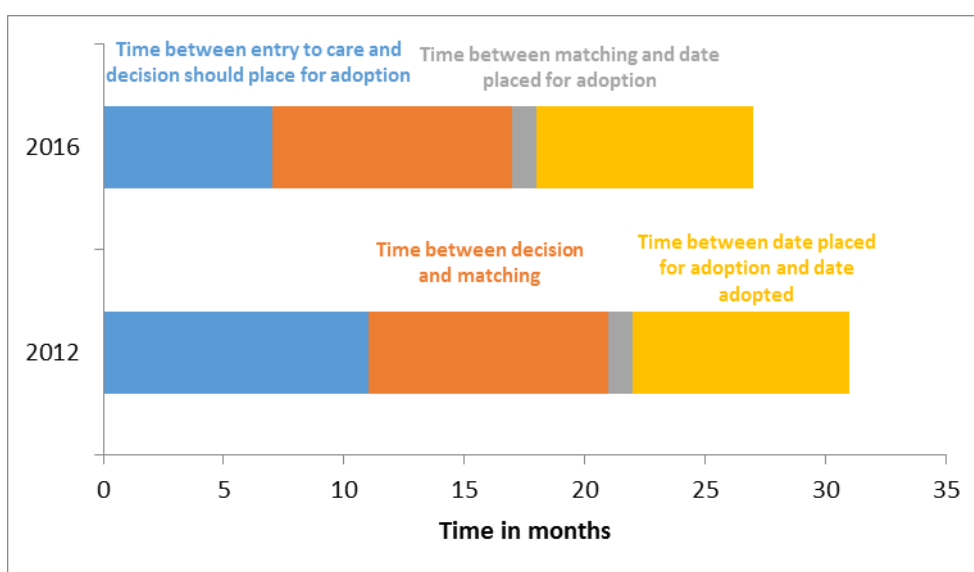 Time between entry to care and
decision should place for adoption
Time between matching and date
placed for adoption
2016
Time between decision
and matching
Time between date placed
for adoption and date
adopted
2012
0 5 10 15 20 25 30 35
Time in months